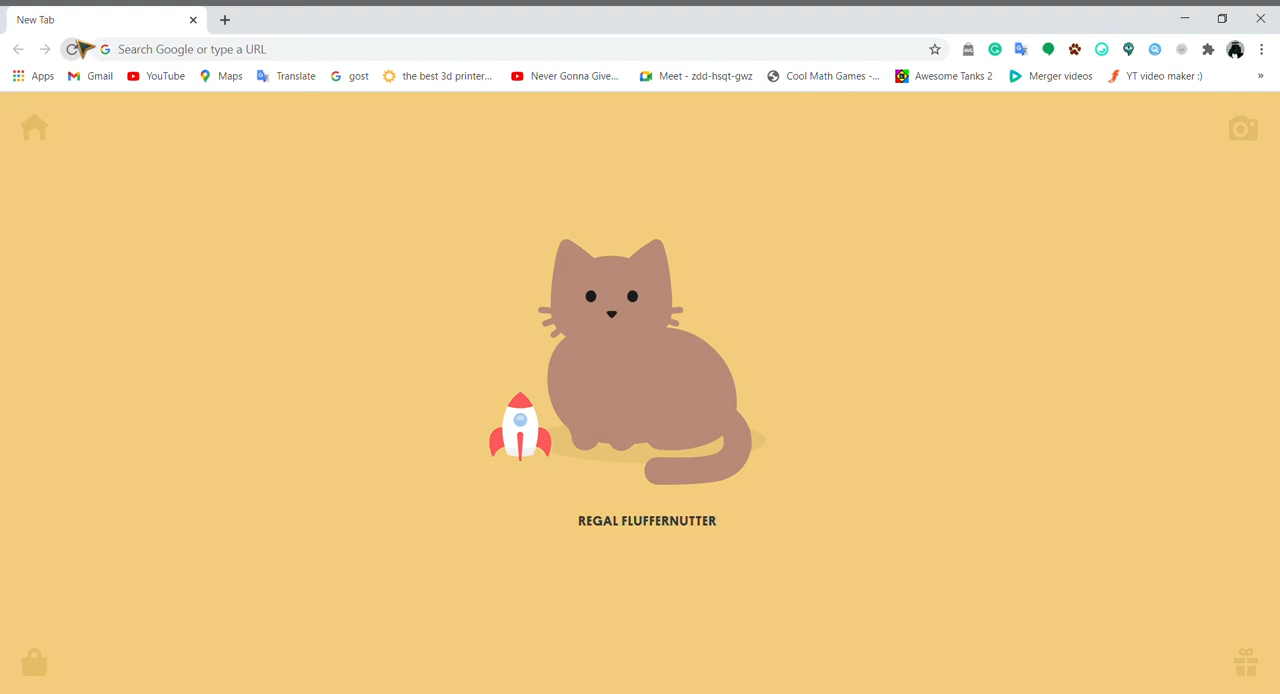 New Tab
Search Google or type a URL
Apps Gmail YouTube Maps Translate gost the best 3d printer... Never Gonna Give... Meet - zdd-hsqt-gwz Cool Math Games -... Awesome Tanks 2 Merger videos YT video maker :) »
REGAL FLUFFERNUTTER